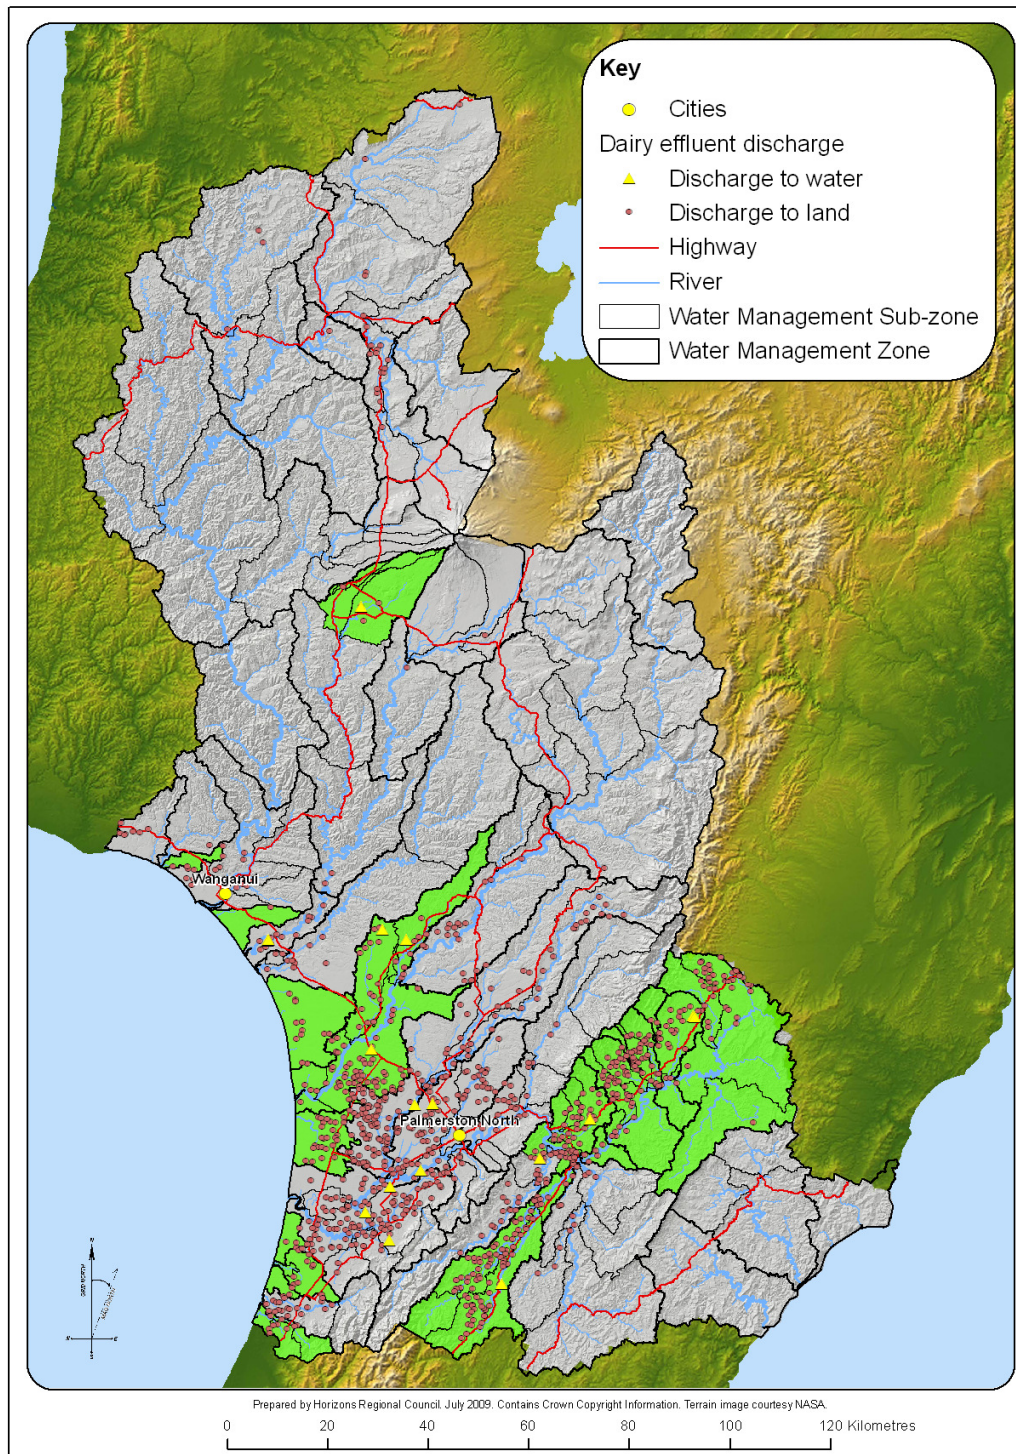 Key
Cities
Dairy effluent discharge
Discharge to water
Discharge to land
Highway
River
Water Management Sub-zone
Water Management Zone
Wanganui
Palmerston North
N
GRID NORTH
Prepared by Horizons Regional Council. July 2009. Contains Crown Copyright Information. Terrain image courtesy NASA.
0 20 40 60 80 100 120 Kilometres